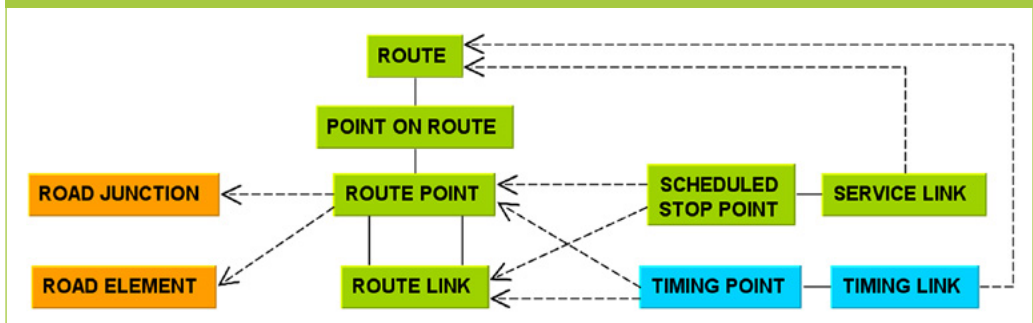 ROUTE
POINT ON ROUTE
ROAD JUNCTION
ROUTE POINT
SCHEDULED
STOP POINT
SERVICE LINK
ROAD ELEMENT
ROUTE LINK
TIMING POINT
TIMING LINK